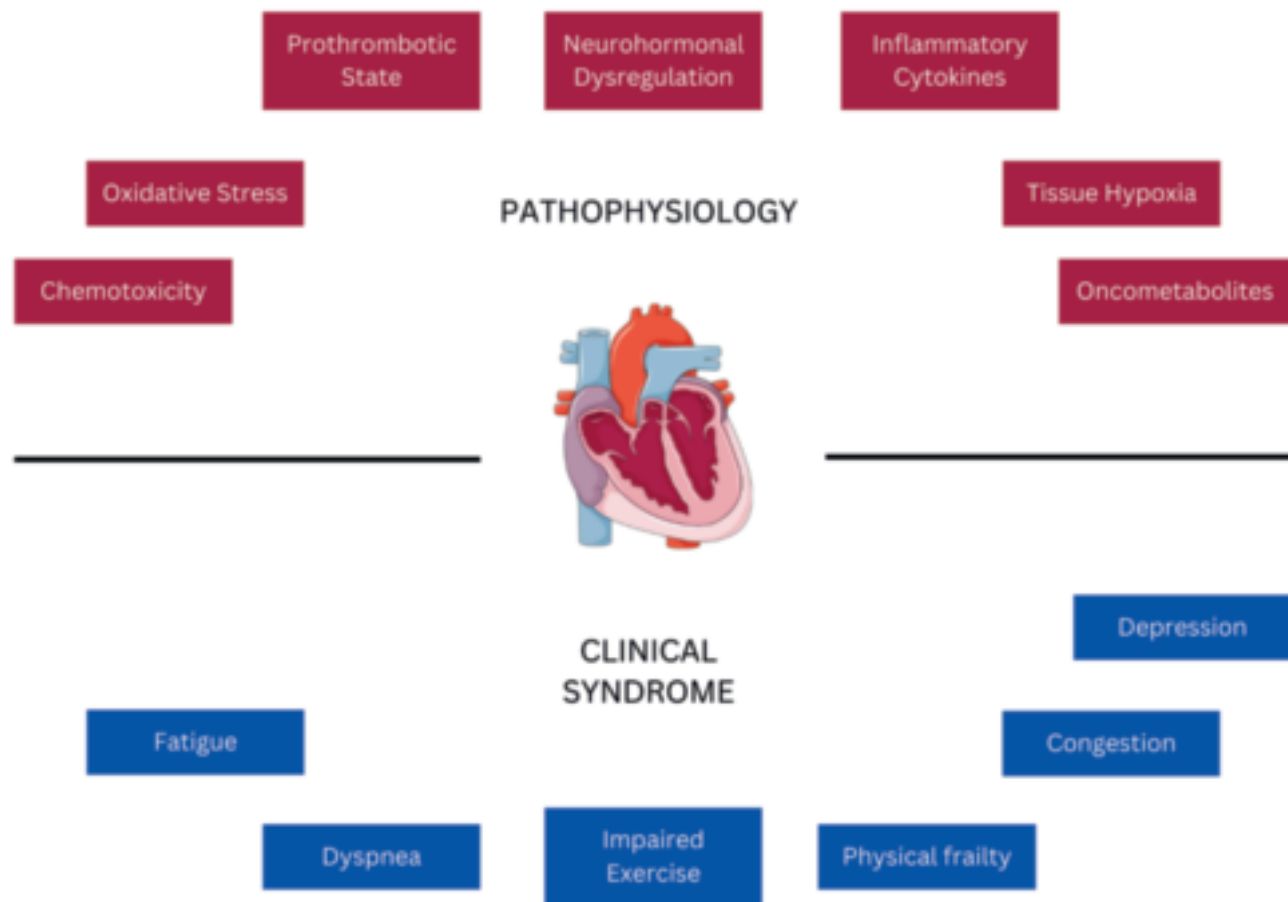 Prothrombotic
State
Neurohormonal
Dysregulation
Inflammatory
Cytokines
Oxidative Stress
PATHOPHYSIOLOGY
Tissue Hypoxia
Chemotoxicity
Oncometabolites
Depression
CLINICAL
SYNDROME
Fatigue
Congestion
Dyspnea
Impaired
Exercise
Physical frailty